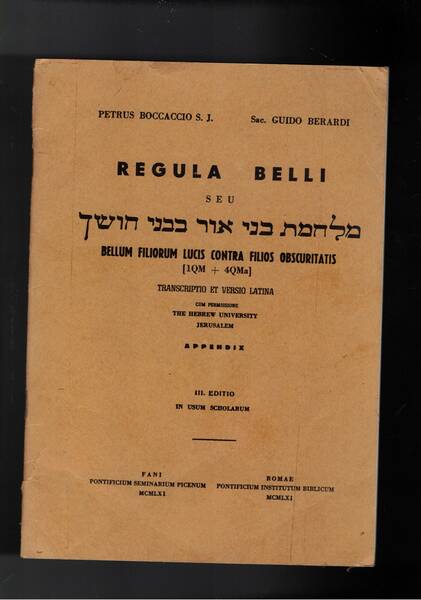 PETRUS BOCCACCIO S. J. Sac. GUIDO BERARDI
REGULA BELLI
SEU
מלחמת בני אור בבני חושך
BELLUM FILIORUM LUCIS CONTRA FILIOS OBSCURITATIS
[1QM + 4QMa]
TRANSCRIPTIO ET VERSIO LATINA
CUM PERMISSIONE
THE HEBREW UNIVERSITY
JERUSALEM
APPENDIX
III. EDITIO
IN USUM SCHOLARUM
FANI
PONTIFICIUM SEMINARIUM PICENUM
MCMLXI
ROMAE
PONTIFICIUM INSTITUTUM BIBLICUM
MCMLXI